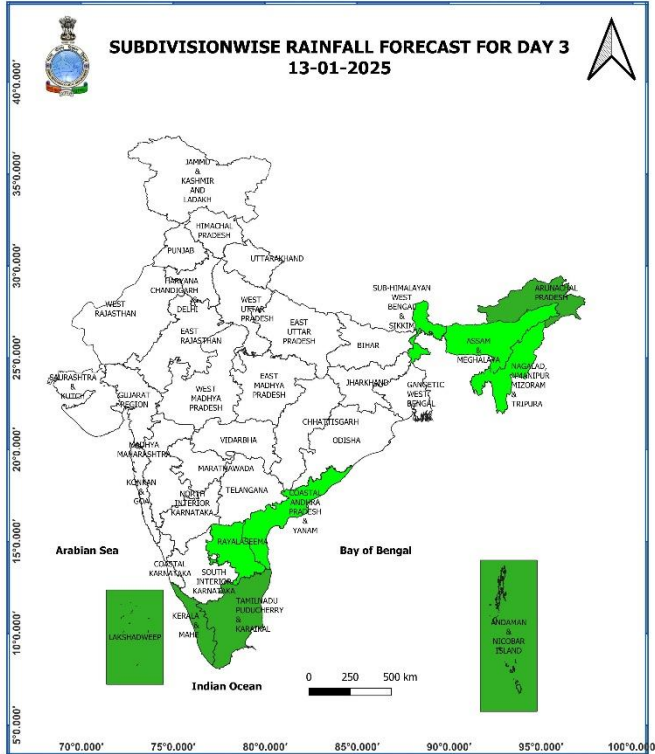 SUBDIVISIONWISE RAINFALL FORECAST FOR DAY 3
13-01-2025
40°0.000'
35°0.000'
30°0.000'
25°0.000'
20°0.000'
15°0.000'
10°0.000'
5°0.000'
JAMMU
&
KASHMIR
AND
LADAKH
HIMACHAL
PRADESH
PUNJAB
UTTARAKHAND
HARYANA
CHANDIGARH
&
DELHI
WEST
RAJASTHAN
WEST
UTTAR
PRADESH
EAST
RAJASTHAN
EAST
UTTAR
PRADESH
SUB-HIMALAYAN
WEST
BENGAL
&
SIKKIM
ARUNACHAL
PRADESH
BIHAR
ASSAM
&
MEGHALAYA
NAGALAD,
MANIPUR
MIZORAM
&
TRIPURA
SAURASHTRA
&
KUTCH
GUJARAT
REGION
WEST
MADHYA
PRADESH
EAST
MADHYA
PRADESH
JHARKHAND
GANGETIC
WEST
BENGAL
CHHATTISGARH
ODISHA
VIDARBHA
MADHYA
MAHARASHTRA
MARATHAWADA
KONKAN
&
GOA
NORTH
INTERIOR
KARNATAKA
TELANGANA
COASTAL
ANDHRA
PRADESH
&
YANAM
RAYALASEEMA
Arabian Sea
Bay of Bengal
COASTAL
KARNATAKA
SOUTH
INTERIOR
KARNATAKA
TAMILNADU
PUDUCHERRY
&
KARAIKAL
KERALA
&
MAHE
LAKSHADWEEP
ANDAMAN
&
NICOBAR
ISLAND
Indian Ocean
0 250 500 km
70°0.000' 75°0.000' 80°0.000' 85°0.000' 90°0.000' 95°0.000' 100°0.000'